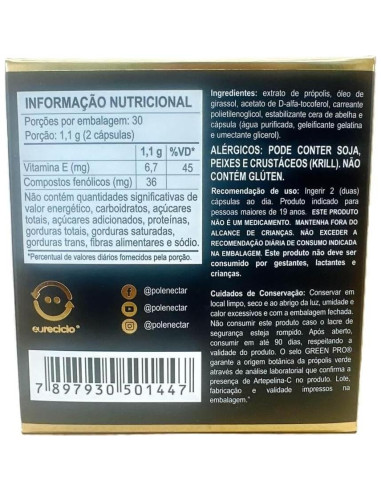 INFORMAÇÃO NUTRICIONAL
Porções por embalagem: 30
Porção: 1,1 g (2 cápsulas)
1,1 g %VD*
Vitamina E (mg) 6,7 45
Compostos fenólicos (mg) 36
Não contém quantidades significativas de
valor energético, carboidratos, açúcares
totais, açúcares adicionados, proteínas,
gorduras totais, gorduras saturadas,
gorduras trans, fibras alimentares e sódio.
*Percentual de valores diários fornecidos pela porção.
eureciclo
@polenectar
@polenectar
@polenectar
7 897930 501447
Ingredientes: extrato de própolis, óleo de
girassol, acetato de D-alfa-tocoferol, carreante
polietilenoglicol, estabilizante cera de abelha e
cápsula (água purificada, geleificante gelatina
e umectante glicerol).
ALÉRGICOS: PODE CONTER SOJA,
PEIXES E CRUSTÁCEOS (KRILL). NÃO
CONTÉM GLÚTEN.
Recomendação de uso: Ingerir 2 (duas)
cápsulas ao dia. Produto indicado para
pessoas maiores de 19 anos. ESTE PRODUTO
NÃO É UM MEDICAMENTO. MANTENHA FORA DO
ALCANCE DE CRIANÇAS. NÃO EXCEDER A
RECOMENDAÇÃO DIÁRIA DE CONSUMO INDICADA
NA EMBALAGEM. Este produto não deve ser
consumido por gestantes, lactantes e
crianças.
Cuidados de Conservação: Conservar em
local limpo, seco e ao abrigo da luz, umidade e
calor excessivos e com a embalagem fechada.
Não consumir este produto caso o lacre de
segurança esteja rompido. Após aberto,
consumir em até 90 dias, respeitando a
validade do produto. O selo GREEN PRO®
garante a origem botânica da própolis verde
através de análise laboratorial que confirma a
presença de Artepelina-C no produto. Lote,
fabricação e validade impressos na
embalagem.